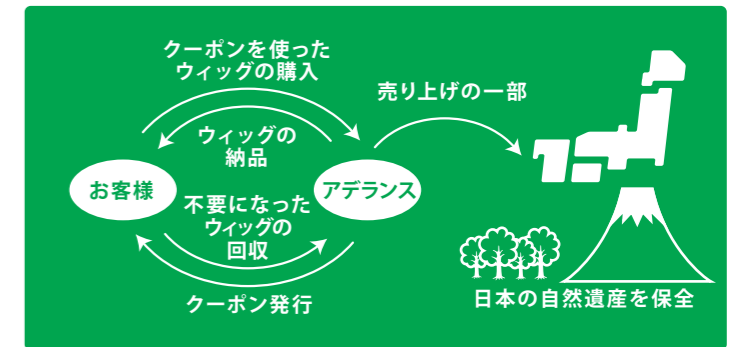 クーポンを使った
ウィッグの購入
売り上げの一部
ウィッグの
納品
お客様
アデランス
不要になった
ウィッグの
回収
クーポン発行
日本の自然遺産を保全